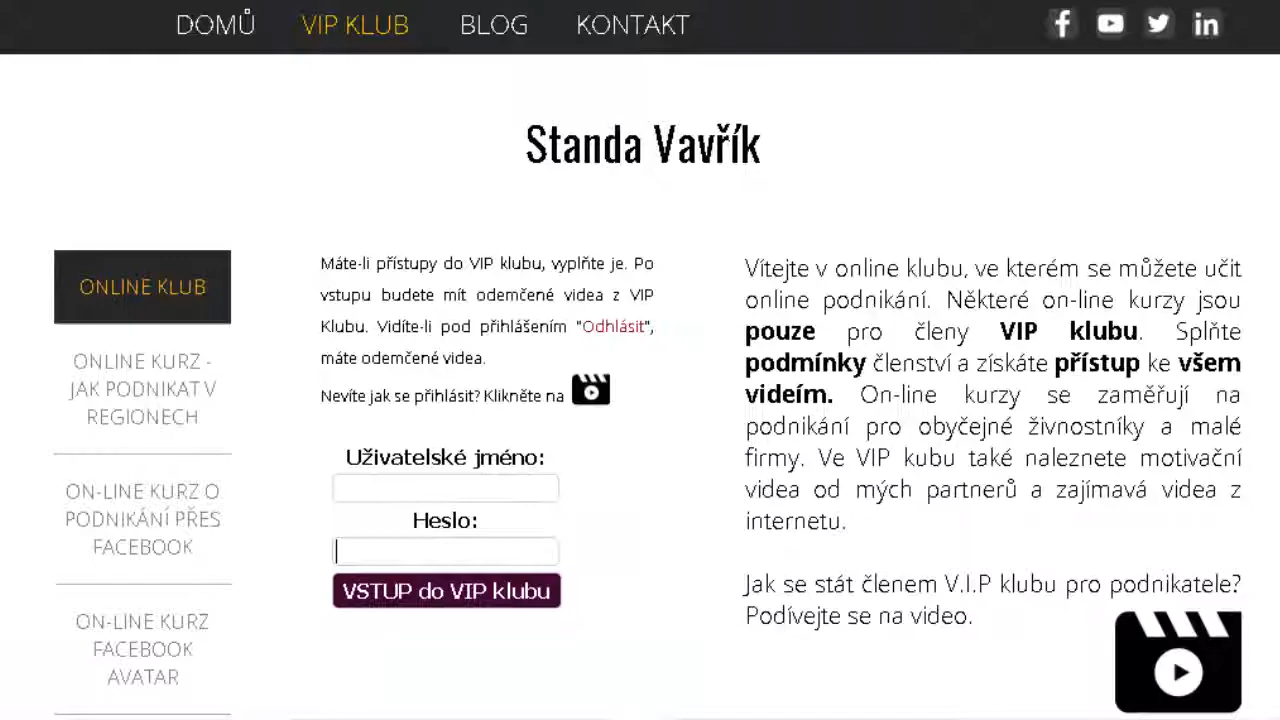 DOMŮ VIP KLUB BLOG KONTAKT
Standa Vavřík
ONLINE KLUB
ONLINE KURZ -
JAK PODNIKAT V
REGIONECH
ON-LINE KURZ O
PODNIKÁNÍ PŘES
FACEBOOK
ON-LINE KURZ
FACEBOOK
AVATAR
Máte-li přístupy do VIP klubu, vyplňte je. Po
vstupu budete mít odemčené videa z VIP
Klubu. Vidíte-li pod přihlášením "Odhlásit",
máte odemčené videa.
Nevíte jak se přihlásit? Klikněte na
Uživatelské jméno:
Heslo:
VSTUP do VIP klubu
Vítejte v online klubu, ve kterém se můžete učit
online podnikání. Některé on-line kurzy jsou
pouze pro členy VIP klubu. Splňte
podmínky členství a získáte přístup ke všem
videím. On-line kurzy se zaměřují na
podnikání pro obyčejné živnostníky a malé
firmy. Ve VIP kubu také naleznete motivační
videa od mých partnerů a zajímavá videa z
internetu.
Jak se stát členem V.I.P klubu pro podnikatele?
Podívejte se na video.